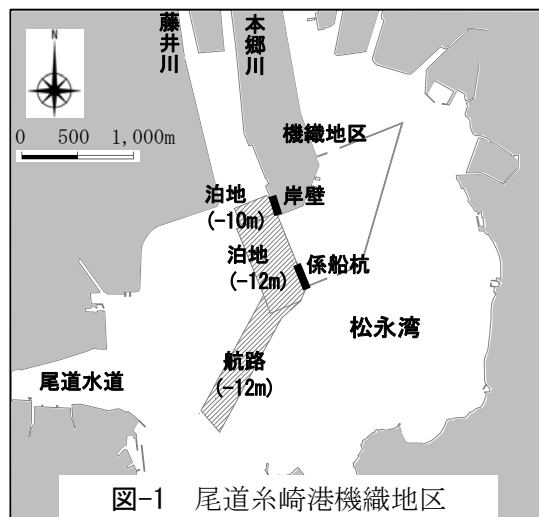 藤井川
本郷川
N
0 500 1,000m
機織地区
泊地
(-10m)
岸壁
泊地
(-12m)
係船杭
松永湾
航路
(-12m)
尾道水道
図-1 尾道糸崎港機織地区